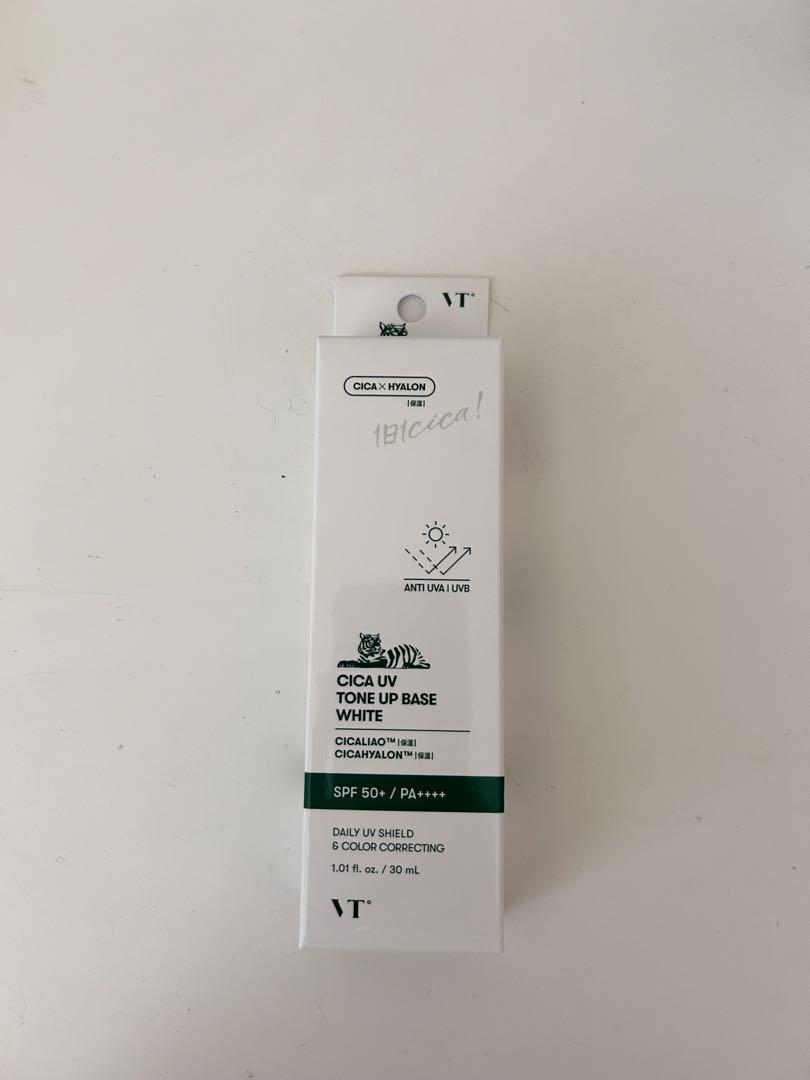 VT
CICA×HYALON
|保湿|
1日1cica!
ANTI UVA | UVB
CICA UV
TONE UP BASE
WHITE
CICALIAO™ |保湿|
CICAHYALON™ |保湿|
SPF 50+ / PA++++
DAILY UV SHIELD
& COLOR CORRECTING
1.01 fl. oz. / 30 mL
VT